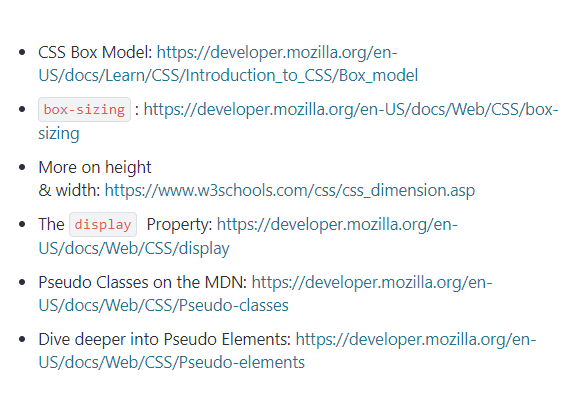 CSS Box Model: https://developer.mozilla.org/en-
US/docs/Learn/CSS/Introduction_to_CSS/Box_model
box-sizing : https://developer.mozilla.org/en-US/docs/Web/CSS/box-
sizing
More on height
& width: https://www.w3schools.com/css/css_dimension.asp
The display Property: https://developer.mozilla.org/en-
US/docs/Web/CSS/display
Pseudo Classes on the MDN: https://developer.mozilla.org/en-
US/docs/Web/CSS/Pseudo-classes
Dive deeper into Pseudo Elements: https://developer.mozilla.org/en-
US/docs/Web/CSS/Pseudo-elements